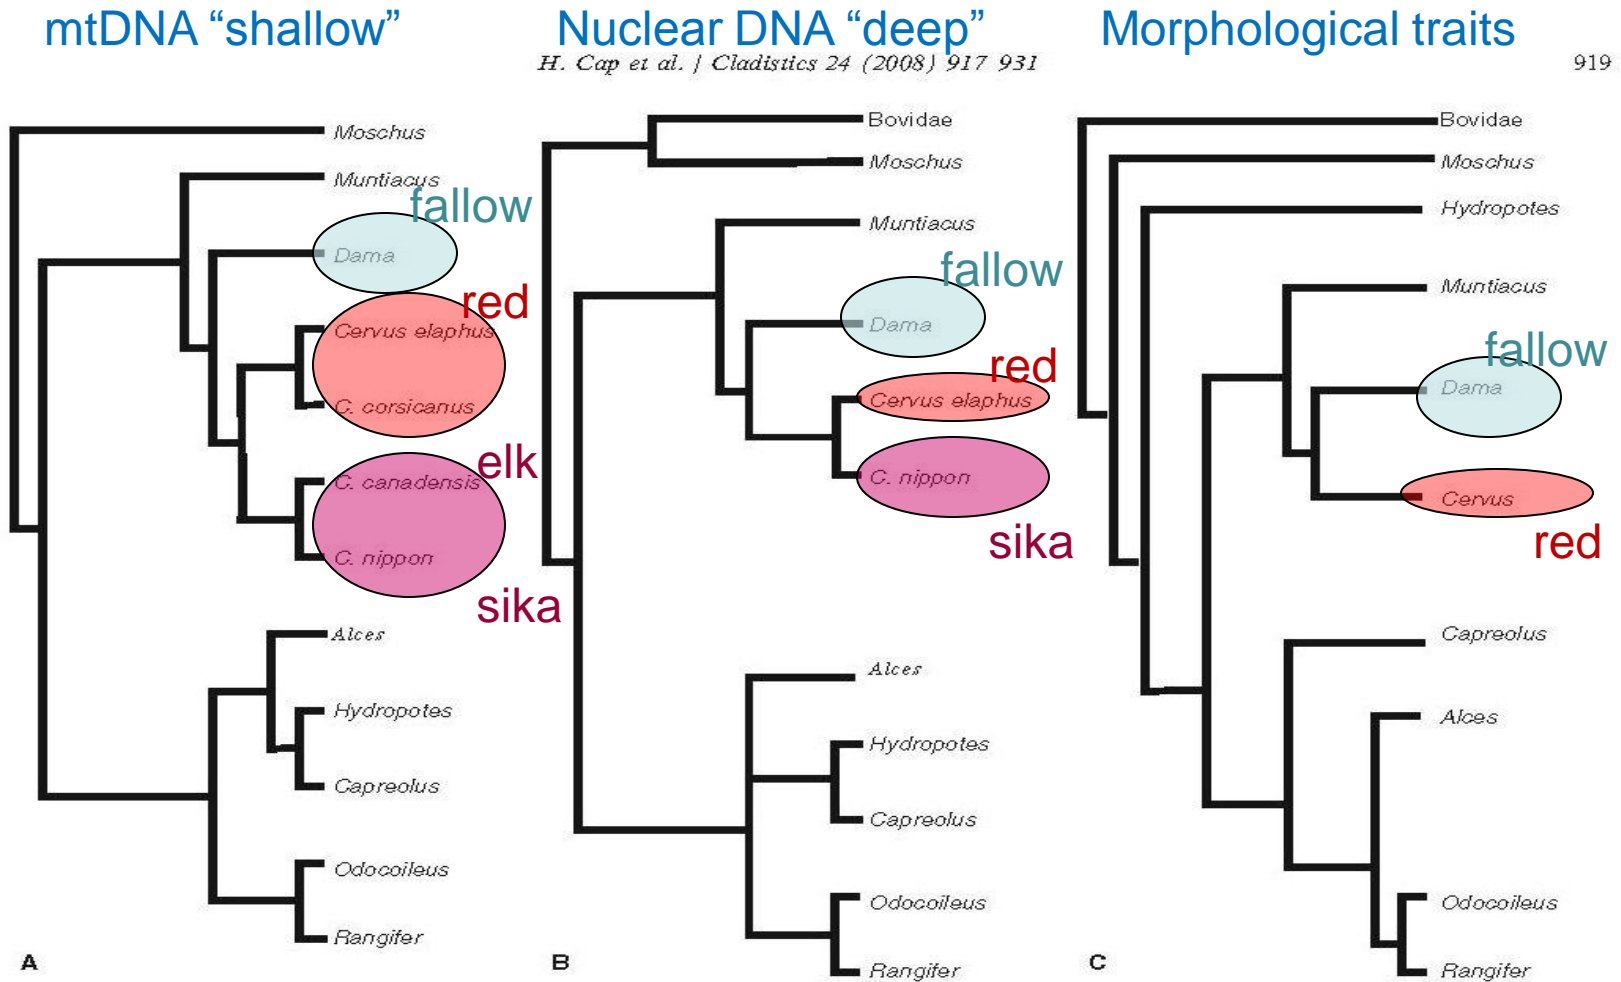 mtDNA “shallow”
Nuclear DNA “deep”
Morphological traits
H. Cap et al. / Cladistics 24 (2008) 917 931
919
Moschus
Muntiacus
fallow
Dama
red
Cervus elaphus
C. corsicanus
elk
C. canadensis
C. nippon
sika
Alces
Hydropotes
Capreolus
Odocoileus
Rangifer
A
Bovidae
Moschus
Muntiacus
fallow
Dama
red
Cervus elaphus
C. nippon
sika
Alces
Hydropotes
Capreolus
Odocoileus
Rangifer
B
Bovidae
Moschus
Hydropotes
Muntiacus
fallow
Dama
Cervus
red
Capreolus
Alces
Odocoileus
Rangifer
C